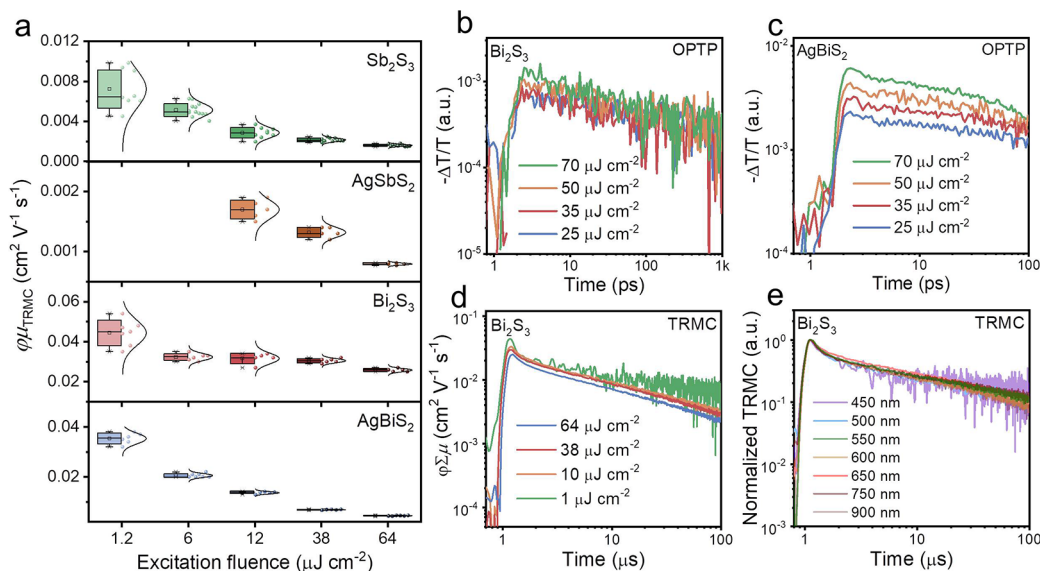 a
φμTRMC (cm² V⁻¹ s⁻¹)
0.012
0.008
0.004
0.000
Sb₂S₃
0.002
0.001
AgSbS₂
0.06
0.04
0.02
Bi₂S₃
0.04
0.02
AgBiS₂
1.2 6 12 38 64
Excitation fluence (μJ cm⁻²)
b
Bi₂S₃ OPTP
-ΔT/T (a.u.)
10⁻³
10⁻⁴
10⁻⁵
70 μJ cm⁻²
50 μJ cm⁻²
35 μJ cm⁻²
25 μJ cm⁻²
1 10 100 1k
Time (ps)
c
AgBiS₂ OPTP
-ΔT/T (a.u.)
10⁻²
10⁻³
10⁻⁴
70 μJ cm⁻²
50 μJ cm⁻²
35 μJ cm⁻²
25 μJ cm⁻²
1 10 100
Time (ps)
d
Bi₂S₃ TRMC
φΣμ (cm² V⁻¹ s⁻¹)
10⁻¹
10⁻²
10⁻³
10⁻⁴
64 μJ cm⁻²
38 μJ cm⁻²
10 μJ cm⁻²
1 μJ cm⁻²
1 10 100
Time (μs)
e
Bi₂S₃ TRMC
Normalized TRMC (a.u.)
10⁰
10⁻¹
10⁻²
10⁻³
450 nm
500 nm
550 nm
600 nm
650 nm
750 nm
900 nm
1 10 100
Time (μs)